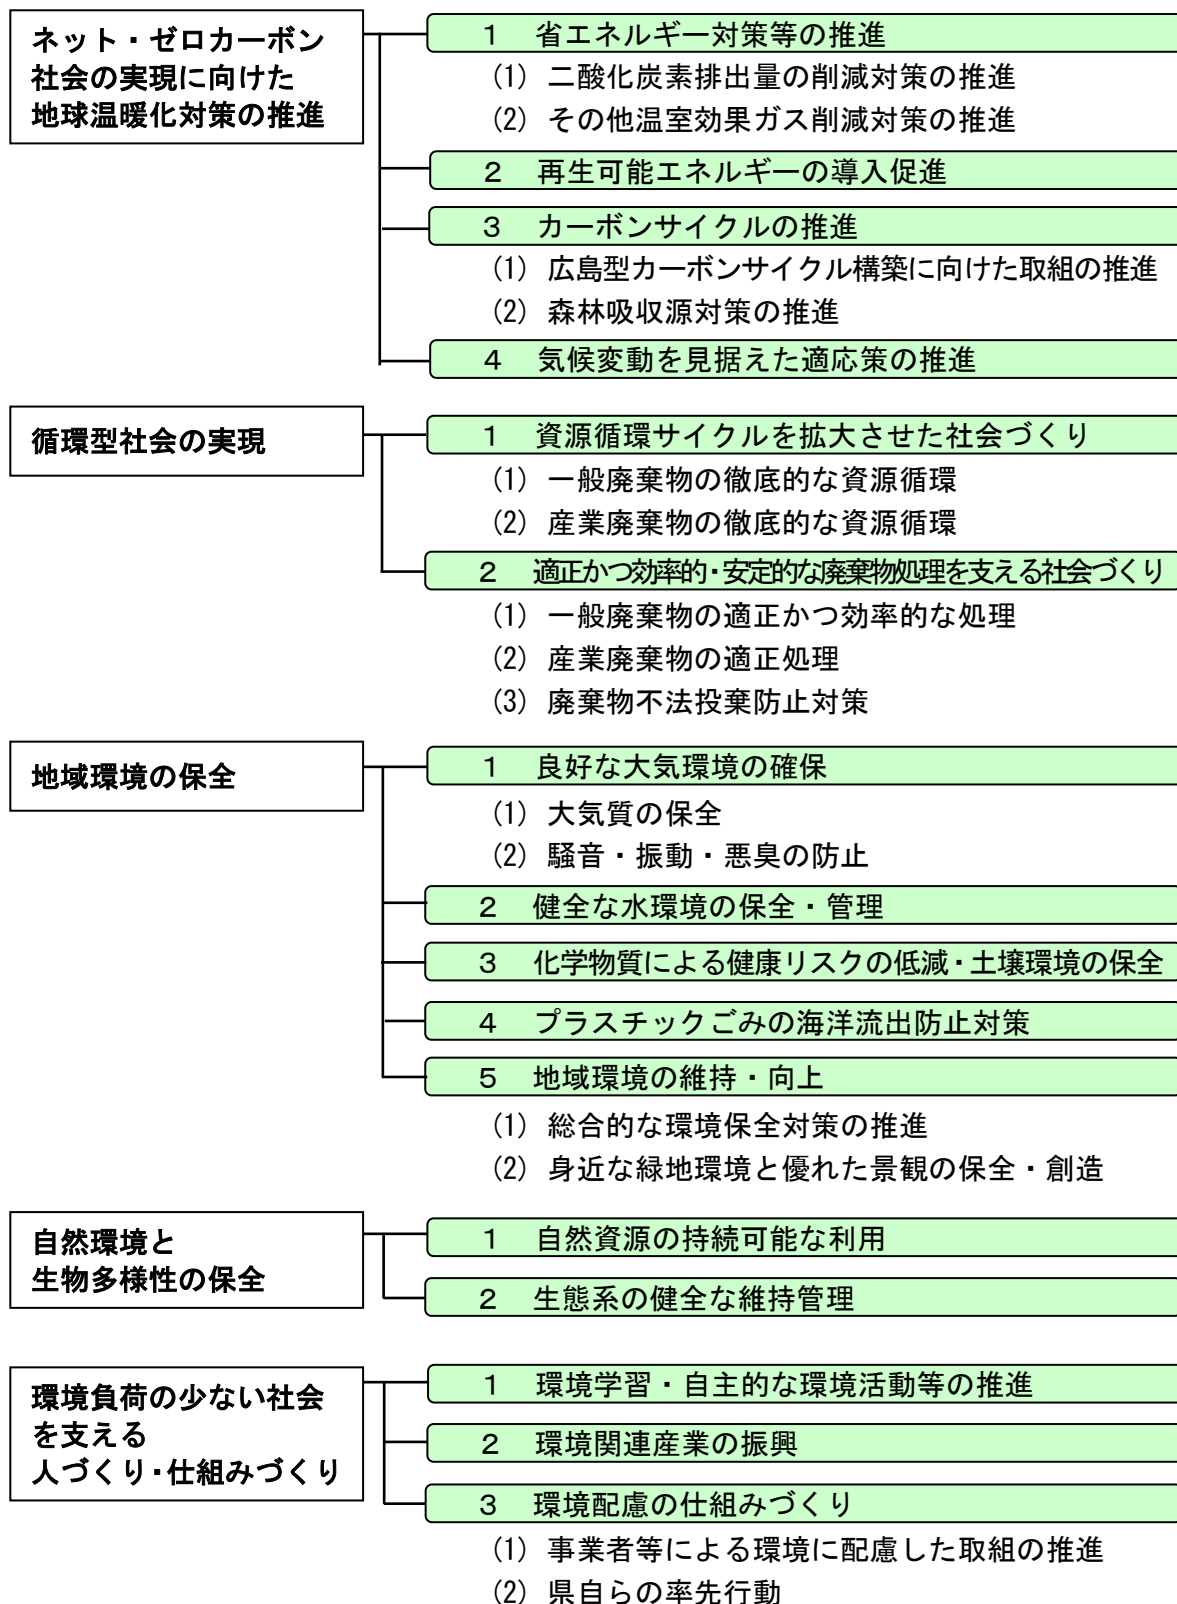 ネット・ゼロカーボン
社会の実現に向けた
地球温暖化対策の推進
1 省エネルギー対策等の推進
(1) 二酸化炭素排出量の削減対策の推進
(2) その他温室効果ガス削減対策の推進
2 再生可能エネルギーの導入促進
3 カーボンサイクルの推進
(1) 広島型カーボンサイクル構築に向けた取組の推進
(2) 森林吸収源対策の推進
4 気候変動を見据えた適応策の推進
循環型社会の実現
1 資源循環サイクルを拡大させた社会づくり
(1) 一般廃棄物の徹底的な資源循環
(2) 産業廃棄物の徹底的な資源循環
2 適正かつ効率的・安定的な廃棄物処理を支える社会づくり
(1) 一般廃棄物の適正かつ効率的な処理
(2) 産業廃棄物の適正処理
(3) 廃棄物不法投棄防止対策
地域環境の保全
1 良好な大気環境の確保
(1) 大気質の保全
(2) 騒音・振動・悪臭の防止
2 健全な水環境の保全・管理
3 化学物質による健康リスクの低減・土壌環境の保全
4 プラスチックごみの海洋流出防止対策
5 地域環境の維持・向上
(1) 総合的な環境保全対策の推進
(2) 身近な緑地環境と優れた景観の保全・創造
自然環境と
生物多様性の保全
1 自然資源の持続可能な利用
2 生態系の健全な維持管理
環境負荷の少ない社会
を支える
人づくり・仕組みづくり
1 環境学習・自主的な環境活動等の推進
2 環境関連産業の振興
3 環境配慮の仕組みづくり
(1) 事業者等による環境に配慮した取組の推進
(2) 県自らの率先行動